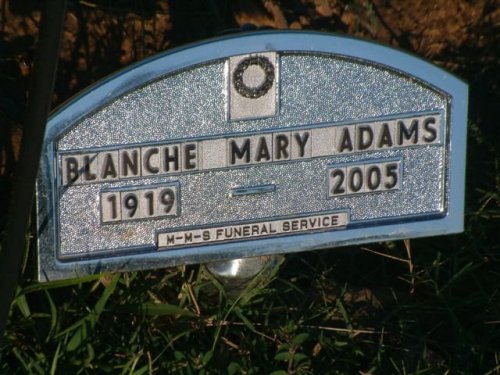 BLANCHE MARY ADAMS
1919 - 2005
M-M-S FUNERAL SERVICE